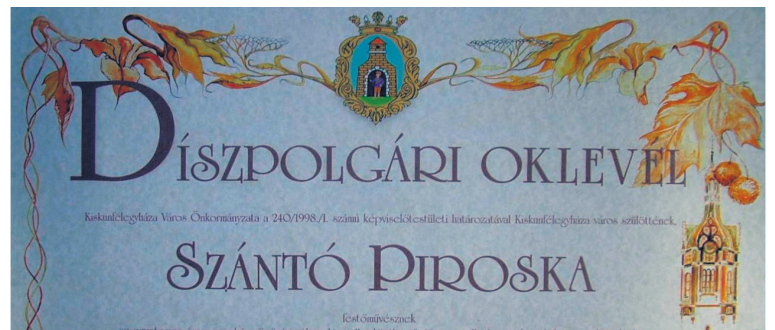 DÍSZPOLGÁRI OKLEVÉL
Kiskunfélegyháza Város Önkormányzata a 240/1998./I. számú képviselőtestületi határozatával Kiskunfélegyháza város szülöttének,
SZÁNTÓ PIROSKA
festőművésznek